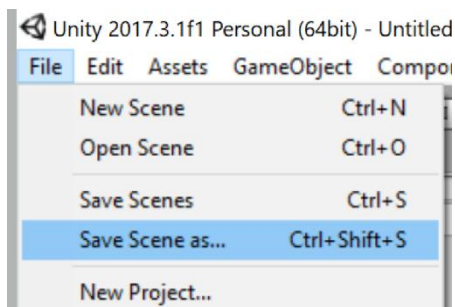 Unity 2017.3.1f1 Personal (64bit) - Untitled
File Edit Assets GameObject
New Scene Ctrl+N
Open Scene Ctrl+O
Save Scenes Ctrl+S
Save Scene as... Ctrl+Shift+S
New Project...